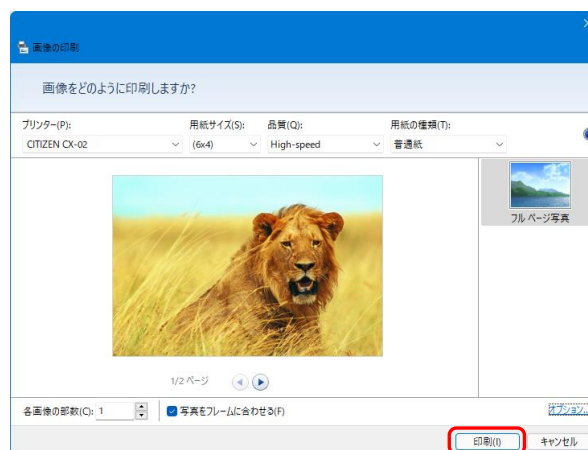 画像の印刷
画像をどのように印刷しますか?
プリンター(P): 用紙サイズ(S): 品質(Q): 用紙の種類(T):
CITIZEN CX-02 (6x4) High-speed 普通紙
フル ページ写真
1/2 ページ
各画像の部数(C): 1 写真をフレームに合わせる(F) オプション...
印刷(I) キャンセル